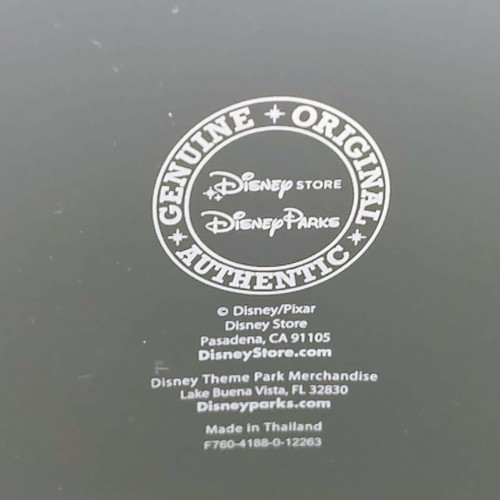 GENUINE ORIGINAL AUTHENTIC
Disney STORE
Disney Parks
© Disney/Pixar
Disney Store
Pasadena, CA 91105
DisneyStore.com
Disney Theme Park Merchandise
Lake Buena Vista, FL 32830
Disneyparks.com
Made in Thailand
F760-4188-0-12263